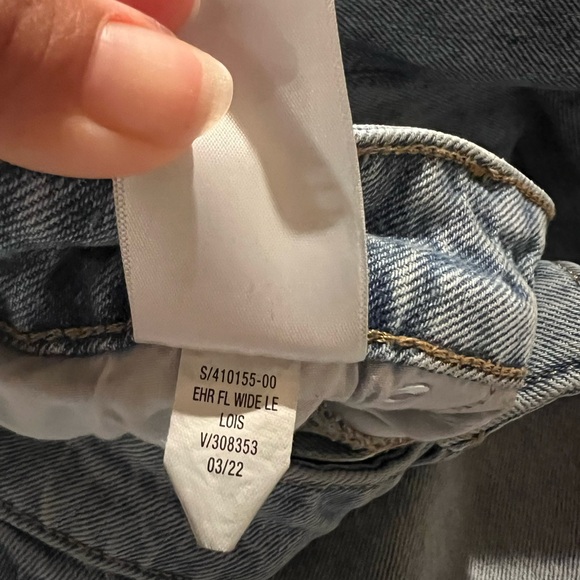 S/410155-00
EHR FL WIDE LE
LOIS
V/308353
03/22